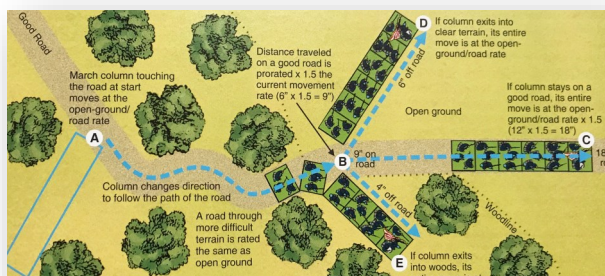 Good Road
March column touching
the road at start
moves at the
open-ground/
road rate
A
Distance traveled
on a good road is
prorated x 1.5 the
current movement
rate (6" x 1.5 = 9")
D
If column exits into
clear terrain, its entire
move is at the open-
ground/road rate
6" off road
Open ground
If column stays on a
good road, its entire
move is at the open-
ground/road rate x 1.5
(12" x 1.5 = 18")
B
9" on
road
C
18"
Column changes direction
to follow the path of the road
4" off road
A road through
more difficult
terrain is rated
the same as
open ground
Woodline
E
If column exits
into woods, its